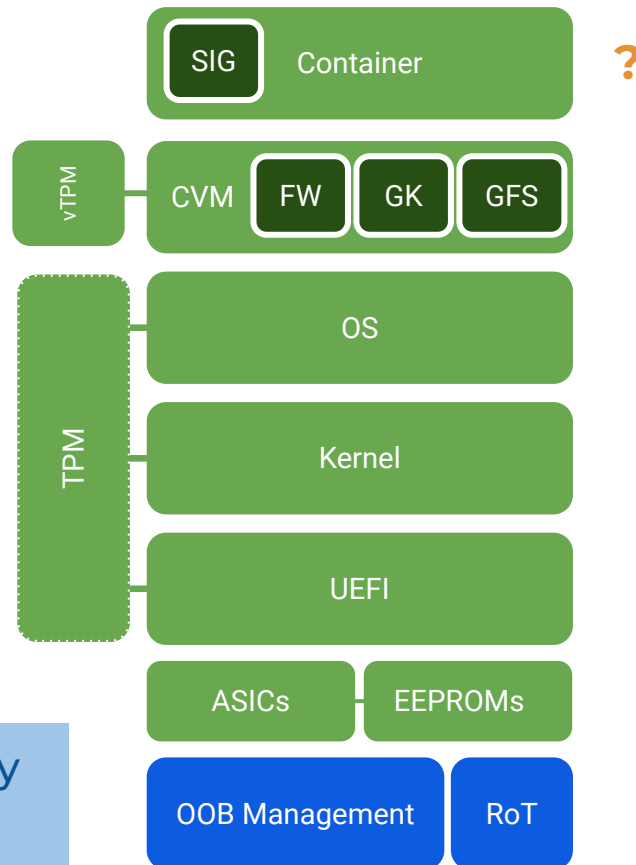 SIG Container ?
vTPM CVM FW GK GFS
OS
TPM
Kernel
UEFI
ASICs EEPROMs
y
OOB Management RoT